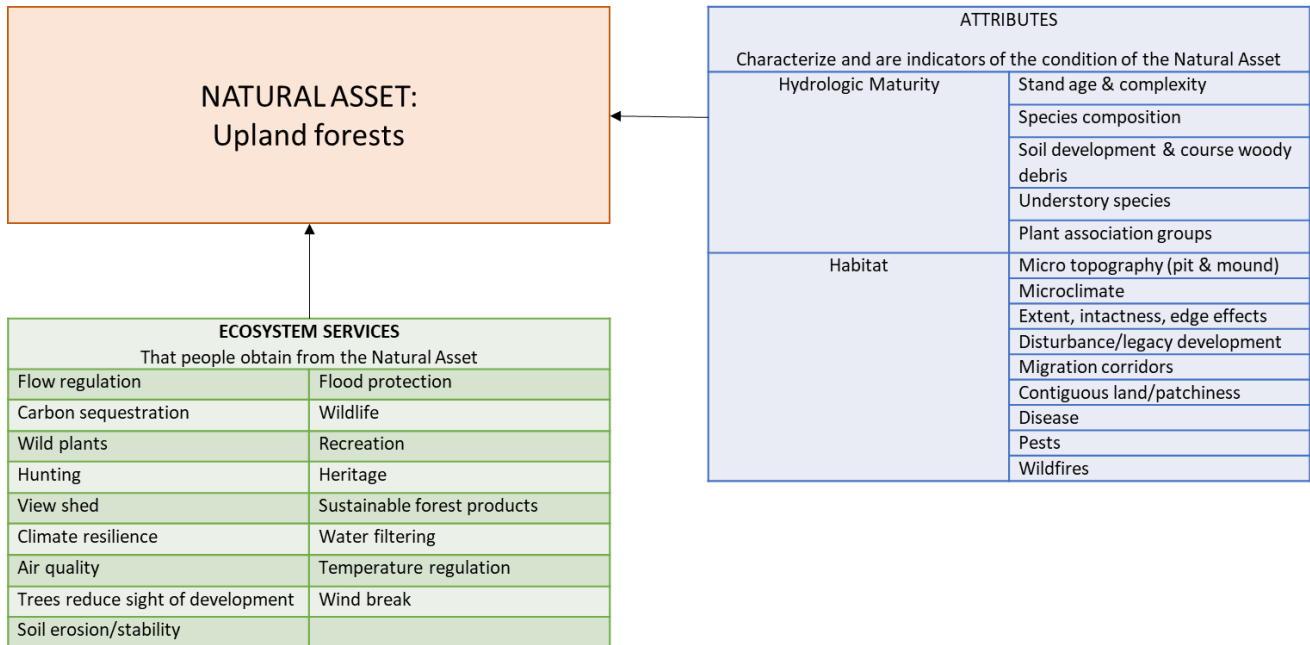 NATURAL ASSET:
Upland forests
ATTRIBUTES
Characterize and are indicators of the condition of the Natural Asset
Hydrologic Maturity
Stand age & complexity
Species composition
Soil development & course woody
debris
Understory species
Plant association groups
Habitat
Micro topography (pit & mound)
Microclimate
Extent, intactness, edge effects
Disturbance/legacy development
Migration corridors
Contiguous land/patchiness
Disease
Pests
Wildfires
ECOSYSTEM SERVICES
That people obtain from the Natural Asset
Flow regulation
Flood protection
Carbon sequestration
Wildlife
Wild plants
Recreation
Hunting
Heritage
View shed
Sustainable forest products
Climate resilience
Water filtering
Air quality
Temperature regulation
Trees reduce sight of development
Wind break
Soil erosion/stability